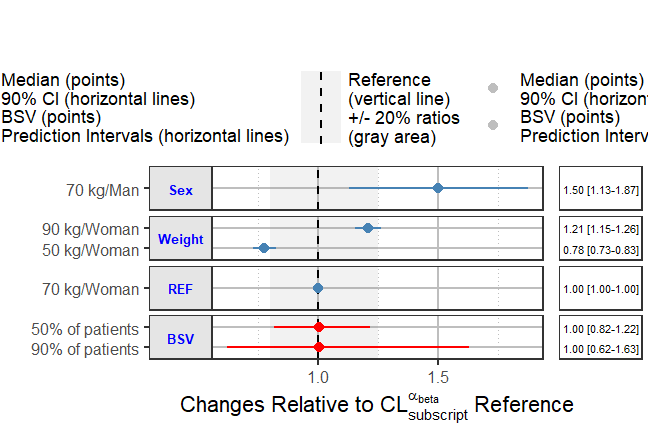 Median (points)
90% CI (horizontal lines)
BSV (points)
Prediction Intervals (horizontal lines)
Reference
(vertical line)
+/- 20% ratios
(gray area)
Median (points)
90% CI (horizont
BSV (points)
Prediction Interv
70 kg/Man
Sex
1.50 [1.13-1.87]
90 kg/Woman
50 kg/Woman
Weight
1.21 [1.15-1.26]
0.78 [0.73-0.83]
70 kg/Woman
REF
1.00 [1.00-1.00]
50% of patients
90% of patients
BSV
1.00 [0.82-1.22]
1.00 [0.62-1.63]
1.0 1.5
Changes Relative to CL αbeta subscript Reference